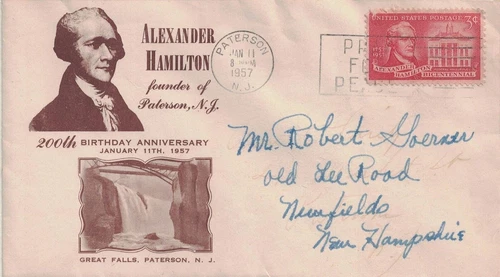 ALEXANDER
HAMILTON
founder of
Paterson, N.J.
200th BIRTHDAY ANNIVERSARY
JANUARY 11TH, 1957
GREAT FALLS, PATERSON, N. J.
PATERSON
JAN 11
1957
N. J.
UNITED STATES POSTAGE 3¢
ALEXANDER
HAMILTON BICENTENNIAL
Mr. Robert Goerner
Old Lee Road
Newfields
New Hampshire